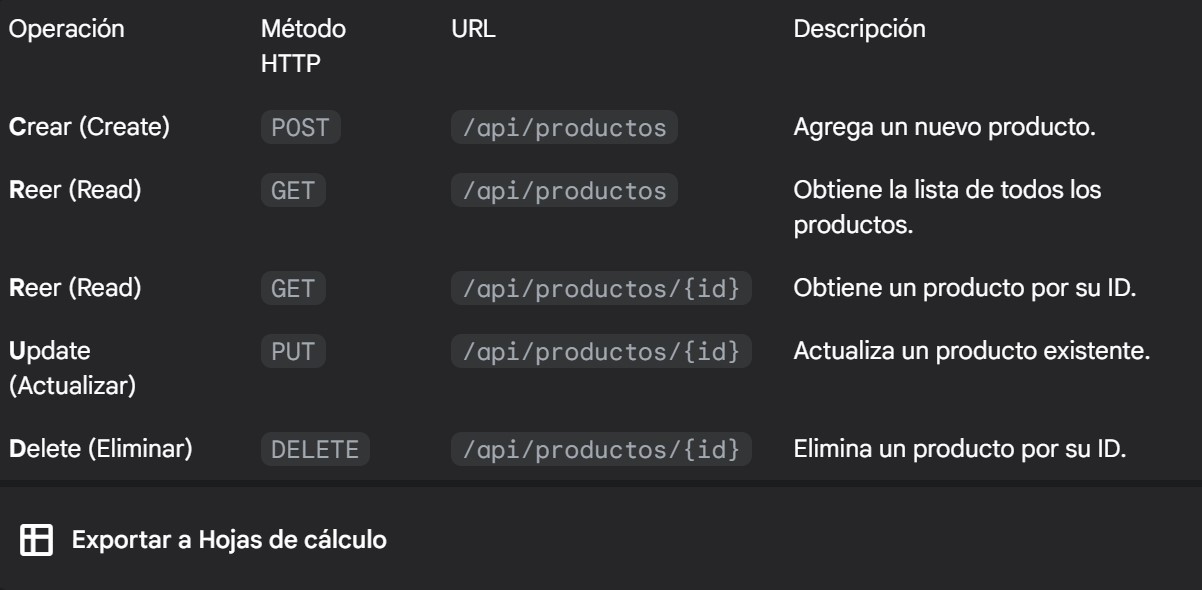 Operación Método URL Descripción
HTTP
Crear (Create) POST /api/productos Agrega un nuevo producto.
Reer (Read) GET /api/productos Obtiene la lista de todos los
productos.
Reer (Read) GET /api/productos/{id} Obtiene un producto por su ID.
Update PUT /api/productos/{id} Actualiza un producto existente.
(Actualizar)
Delete (Eliminar) DELETE /api/productos/{id} Elimina un producto por su ID.
Exportar a Hojas de cálculo